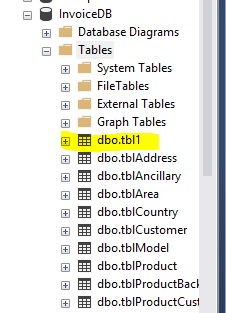 InvoiceDB
Database Diagrams
Tables
System Tables
FileTables
External Tables
Graph Tables
dbo.tbl1
dbo.tblAddress
dbo.tblAncillary
dbo.tblArea
dbo.tblCountry
dbo.tblCustomer
dbo.tblModel
dbo.tblProduct
dbo.tblProductBack
dbo.tblProductCust